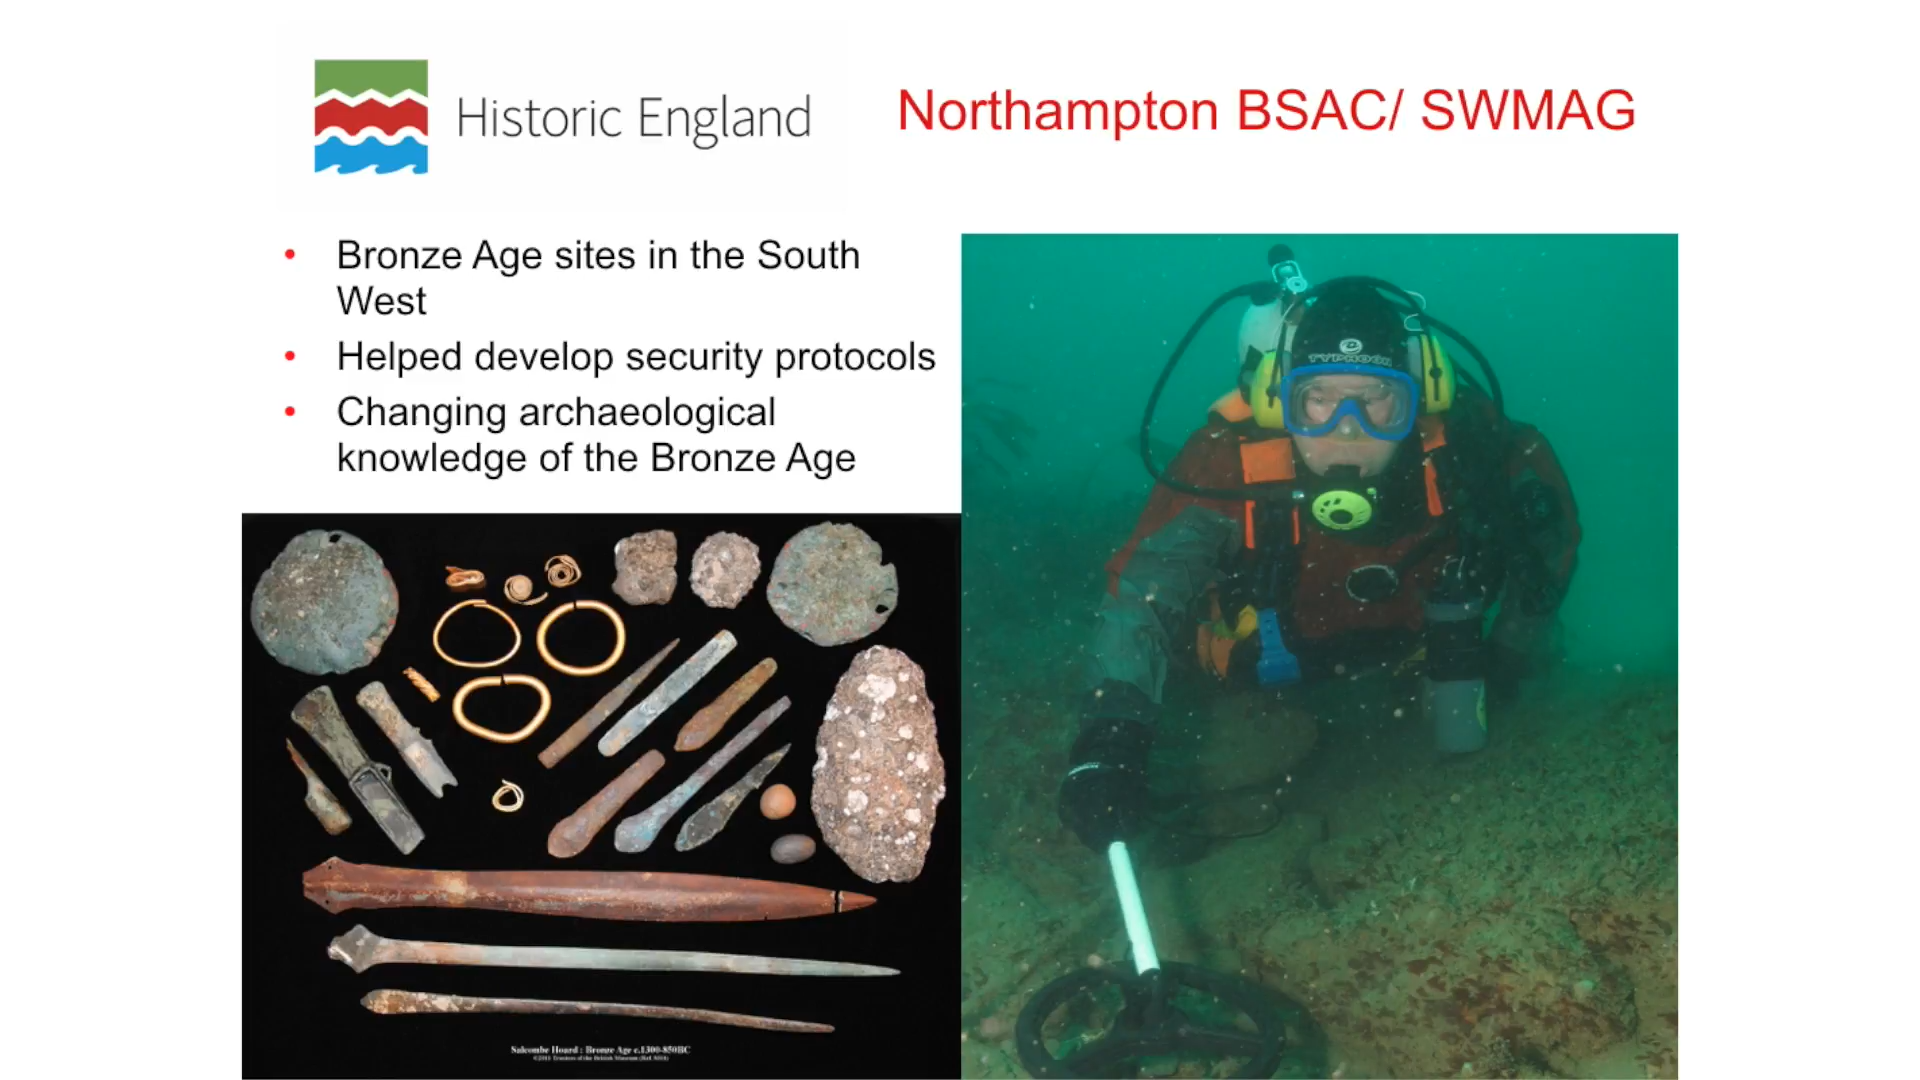 Historic England
Northampton BSAC/ SWMAG
• Bronze Age sites in the South
West
• Helped develop security protocols
• Changing archaeological
knowledge of the Bronze Age
TYPHOON
Salcombe Hoard : Bronze Age c.1300-850BC